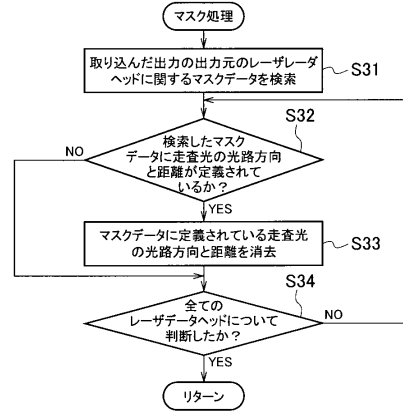 マスク処理
取り込んだ出力の出力元のレーザレーダ
ヘッドに関するマスクデータを検索
S31
S32
検索したマスク
データに走査光の光路方向
と距離が定義されて
いるか?
NO
YES
マスクデータに定義されている走査光
の光路方向と距離を消去
S33
S34
全ての
レーザデータヘッドについて
判断したか?
NO
YES
リターン